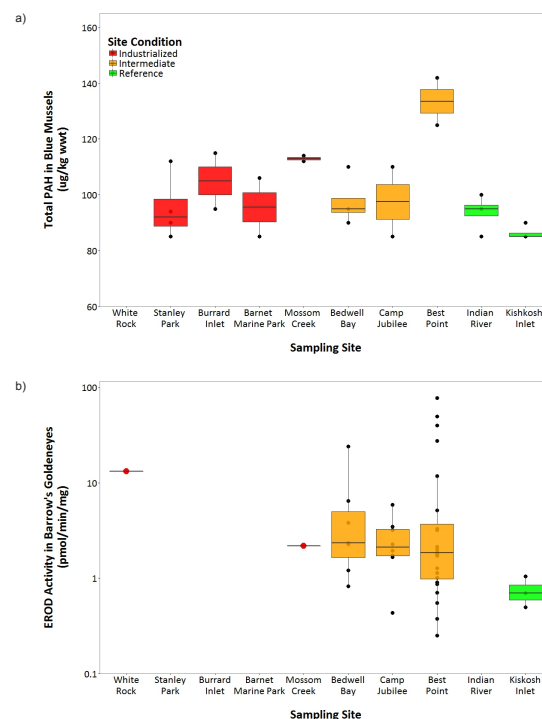 a)
160
140
120
100
80
60
Total PAH in Blue Mussels
(ug/kg wwt)
Site Condition
Industrialized
Intermediate
Reference
White
Rock
Stanley
Park
Burrard
Inlet
Barnet
Marine Park
Mossom
Creek
Bedwell
Bay
Camp
Jubilee
Best
Point
Indian
River
Kishkosh
Inlet
Sampling Site
b)
100
10
1
0.1
EROD Activity in Barrow's Goldeneyes
(pmol/min/mg)
White
Rock
Stanley
Park
Burrard
Inlet
Barnet
Marine Park
Mossom
Creek
Bedwell
Bay
Camp
Jubilee
Best
Point
Indian
River
Kiskosh
Inlet
Sampling Site